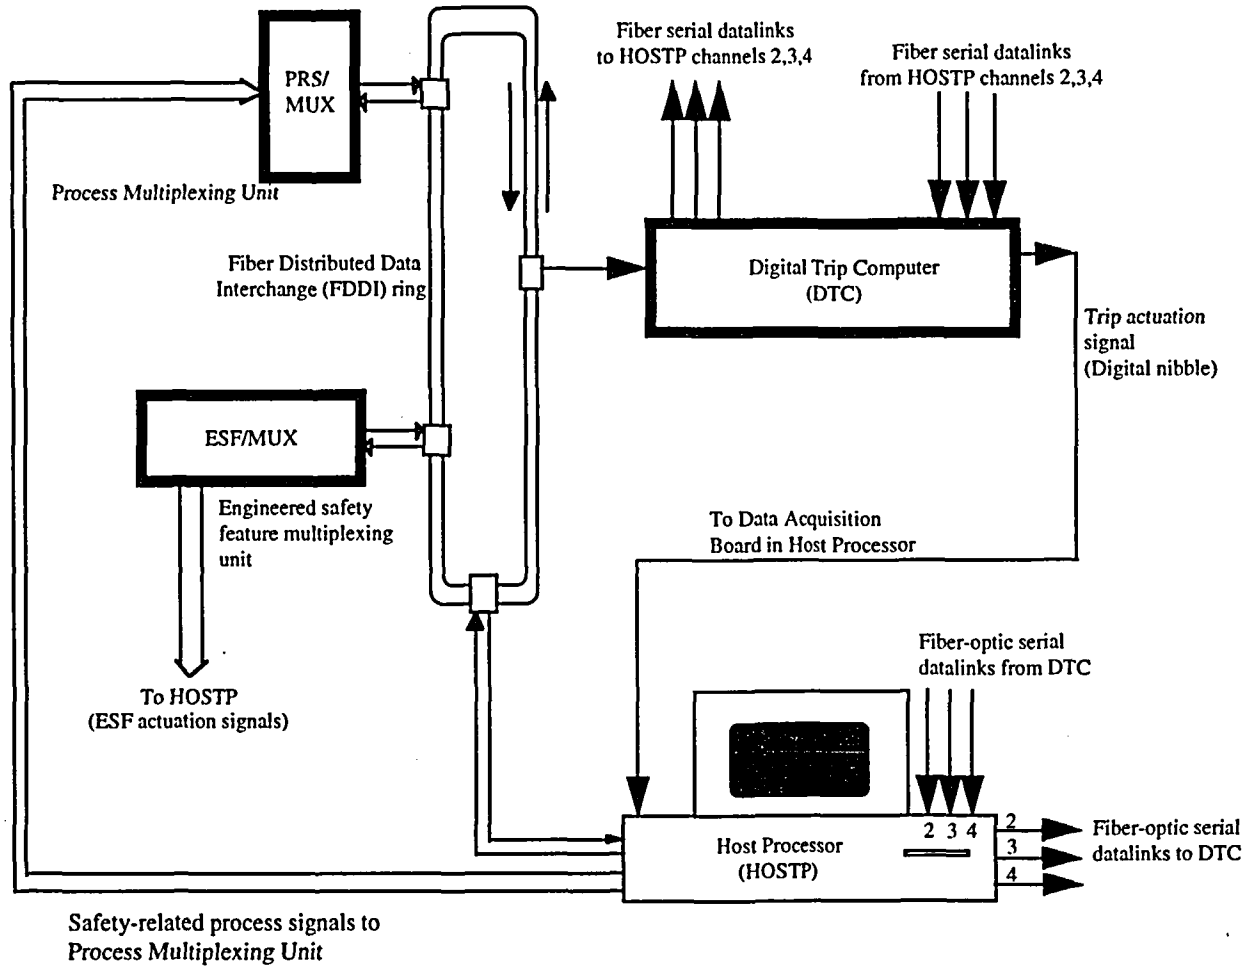 Fiber serial datalinks
to HOSTP channels 2,3,4
Fiber serial datalinks
from HOSTP channels 2,3,4
PRS/
MUX
Process Multiplexing Unit
Fiber Distributed Data
Interchange (FDDI) ring
Digital Trip Computer
(DTC)
Trip actuation
signal
(Digital nibble)
ESF/MUX
Engineered safety
feature multiplexing
unit
To Data Acquisition
Board in Host Processor
To HOSTP
(ESF actuation signals)
Fiber-optic serial
datalinks from DTC
2 3 4
Host Processor
(HOSTP)
2
3
4
Fiber-optic serial
datalinks to DTC
Safety-related process signals to
Process Multiplexing Unit